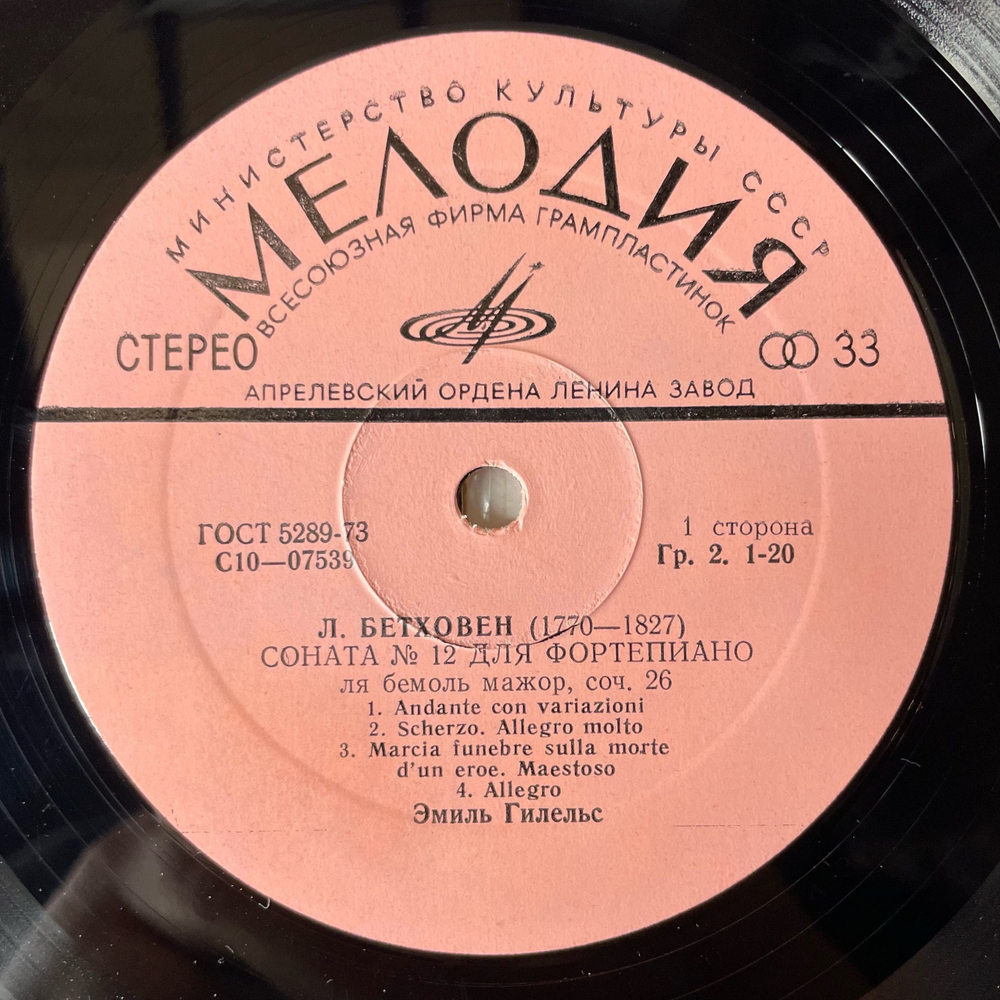 МИНИСТЕРСТВО КУЛЬТУРЫ СССР
МЕЛОДИЯ
ВСЕСОЮЗНАЯ ФИРМА ГРАМПЛАСТИНОК
СТЕРЕО
33
АПРЕЛЕВСКИЙ ОРДЕНА ЛЕНИНА ЗАВОД
ГОСТ 5289-73
С10—07539
1 сторона
Гр. 2. 1-20
Л. БЕТХОВЕН (1770—1827)
СОНАТА № 12 ДЛЯ ФОРТЕПИАНО
ля бемоль мажор, соч. 26
1. Andante con variazioni
2. Scherzo. Allegro molto
3. Marcia funebre sulla morte
d'un eroe. Maestoso
4. Allegro
Эмиль Гилельс